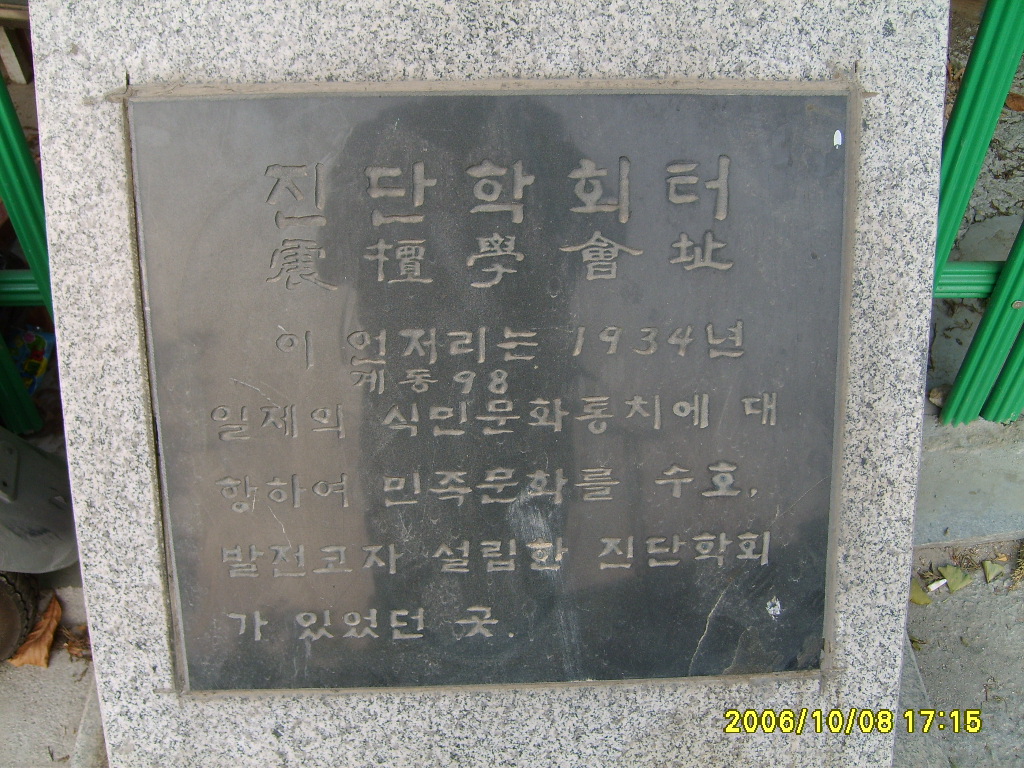 진단학회터
震檀學會址
이 언저리는 1934년
계동98
일제의 식민문화통치에 대
항하여 민족문화를 수호,
발전코자 설립한 진단학회
가 있었던 곳.
2006/10/08 17:15